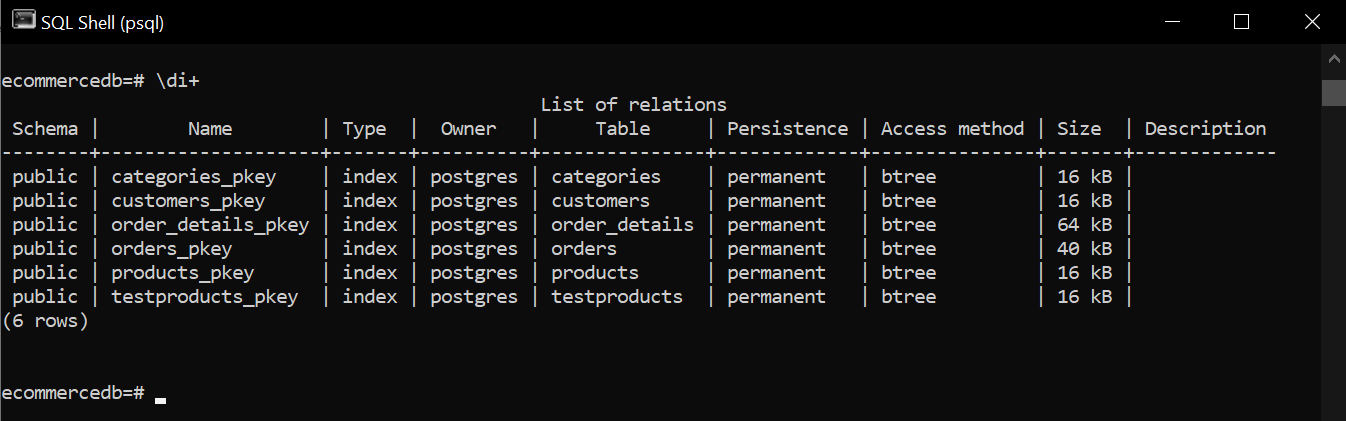 SQL Shell (psql)
ecommercedb=# \di+
                                                 List of relations
 Schema |        Name        | Type  |  Owner   |     Table     | Persistence | Access method | Size  | Description
--------+--------------------+-------+----------+---------------+-------------+---------------+-------+-------------
 public | categories_pkey    | index | postgres | categories    | permanent   | btree         | 16 kB |
 public | customers_pkey     | index | postgres | customers     | permanent   | btree         | 16 kB |
 public | order_details_pkey | index | postgres | order_details | permanent   | btree         | 64 kB |
 public | orders_pkey        | index | postgres | orders        | permanent   | btree         | 40 kB |
 public | products_pkey      | index | postgres | products      | permanent   | btree         | 16 kB |
 public | testproducts_pkey  | index | postgres | testproducts  | permanent   | btree         | 16 kB |
(6 rows)
ecommercedb=#